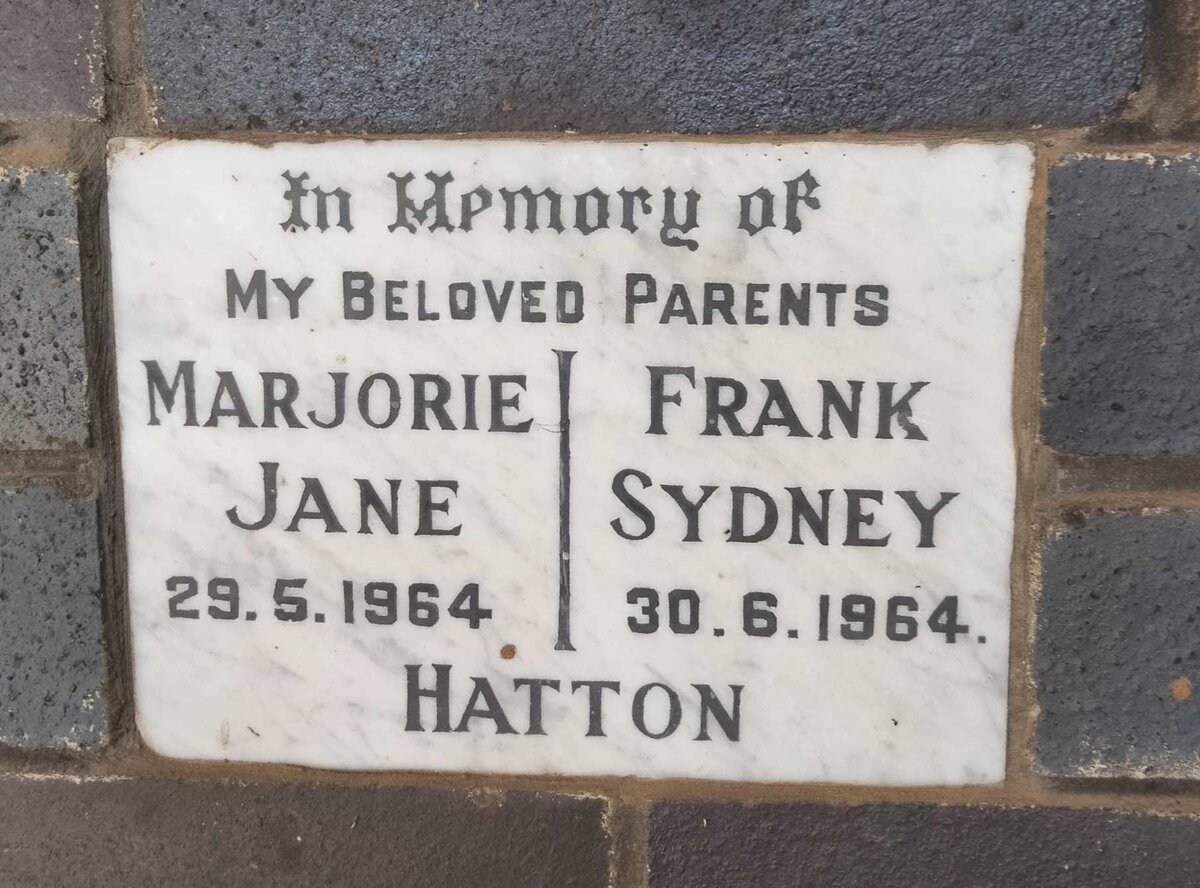 In Memory of
MY BELOVED PARENTS
MARJORIE
JANE
29.5.1964
FRANK
SYDNEY
30.6.1964.
HATTON